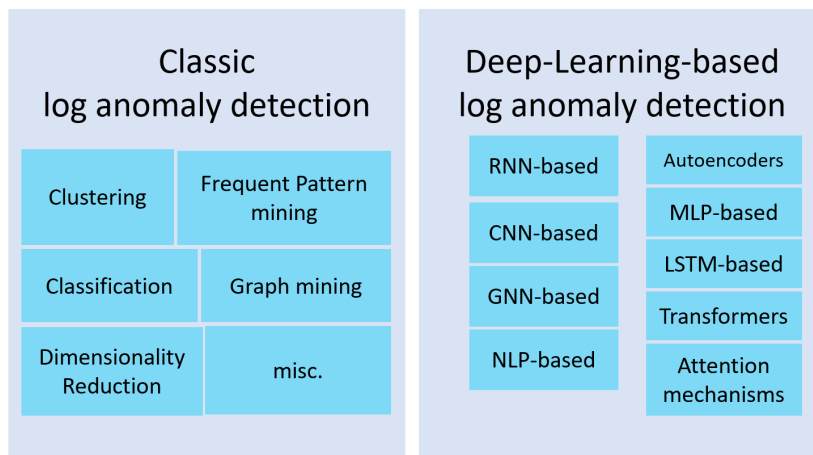 Classic
log anomaly detection
Clustering
Frequent Pattern
mining
Classification
Graph mining
Dimensionality
Reduction
misc.
Deep-Learning-based
log anomaly detection
RNN-based
CNN-based
GNN-based
NLP-based
Autoencoders
MLP-based
LSTM-based
Transformers
Attention
mechanisms